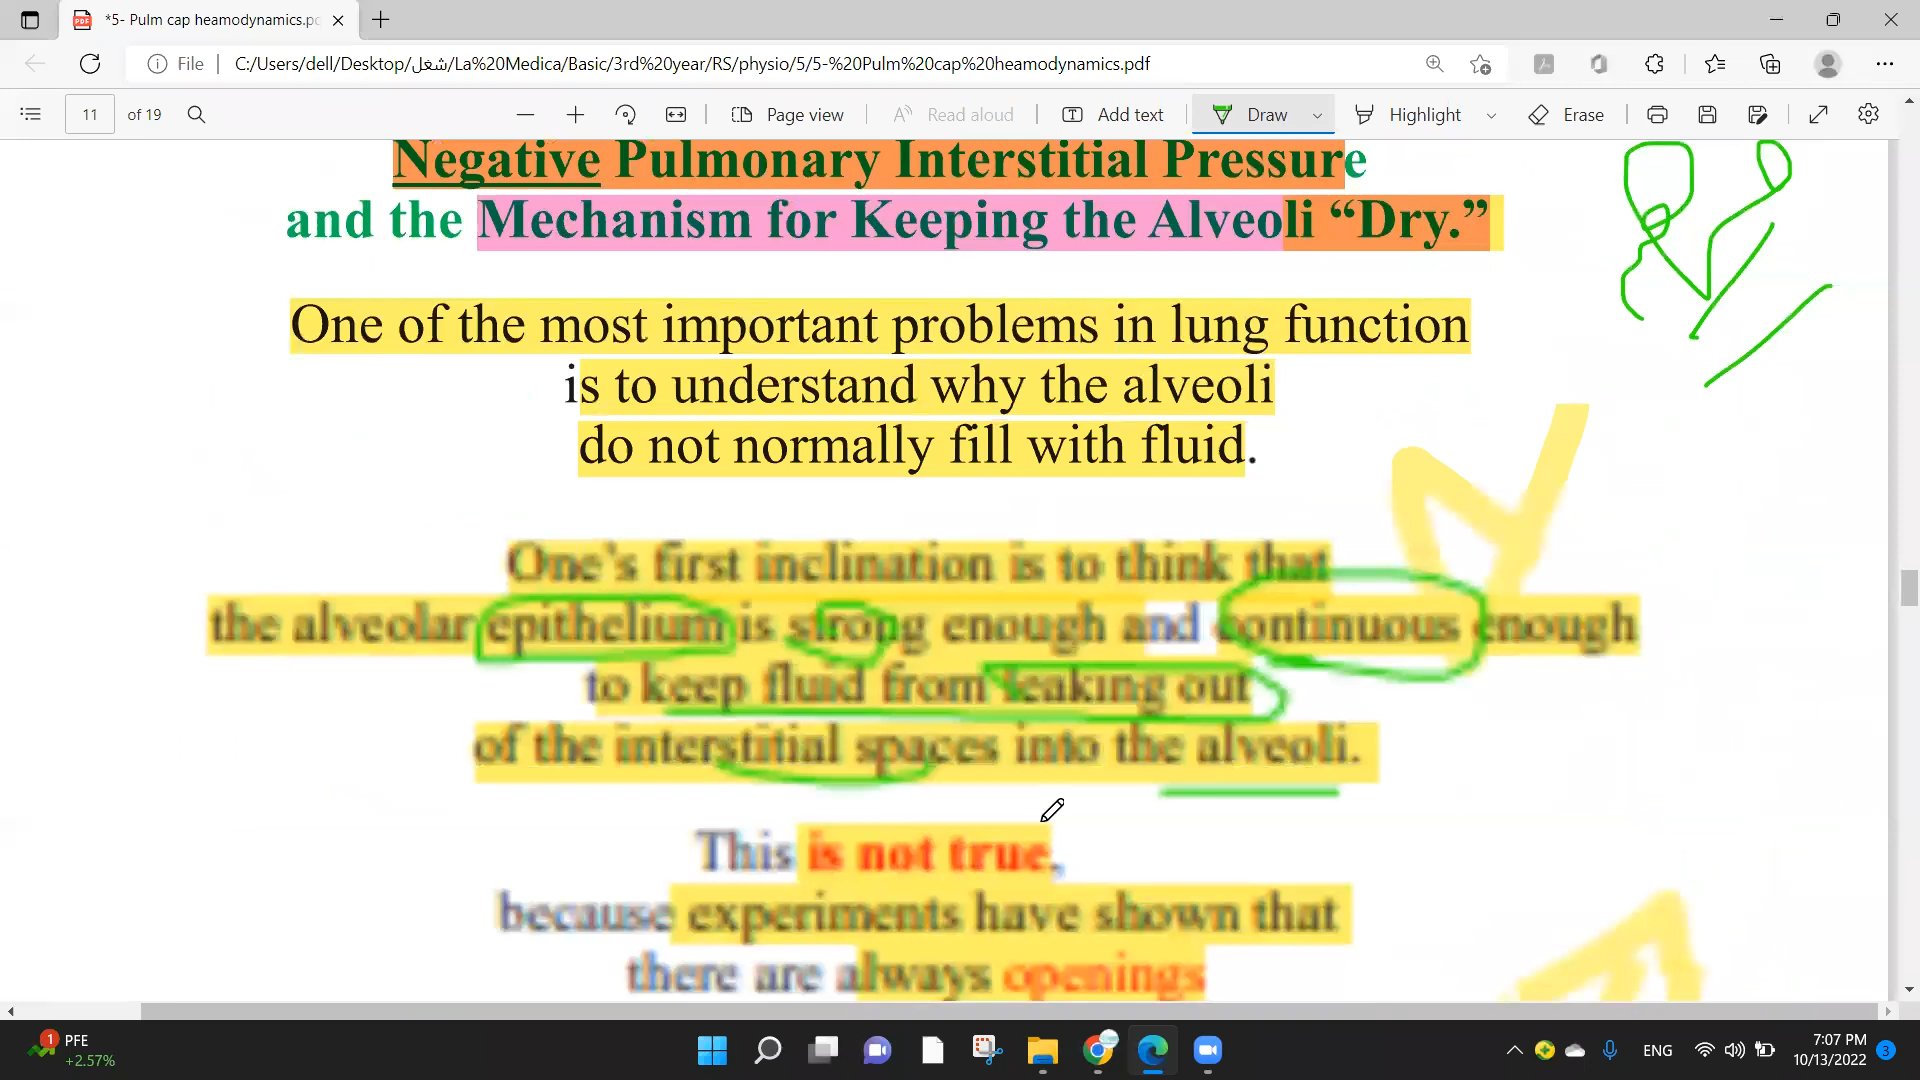 *5- Pulm cap heamodynamics.pc
File
C:/Users/dell/Desktop/شغل/La%20Medica/Basic/3rd%20year/RS/physio/5/5-%20Pulm%20cap%20heamodynamics.pdf
11 of 19
Page view
Read aloud
Add text
Draw
Highlight
Erase
Negative Pulmonary Interstitial Pressure
and the Mechanism for Keeping the Alveoli “Dry.”
One of the most important problems in lung function
is to understand why the alveoli
do not normally fill with fluid.
One's first inclination is to think that
the alveolar epithelium is strong enough and continuous enough
to keep fluid from leaking out
of the interstitial spaces into the alveoli.
This is not true,
because experiments have shown that
there are always openings
1
PFE
+2.57%
ENG
7:07 PM
10/13/2022
3